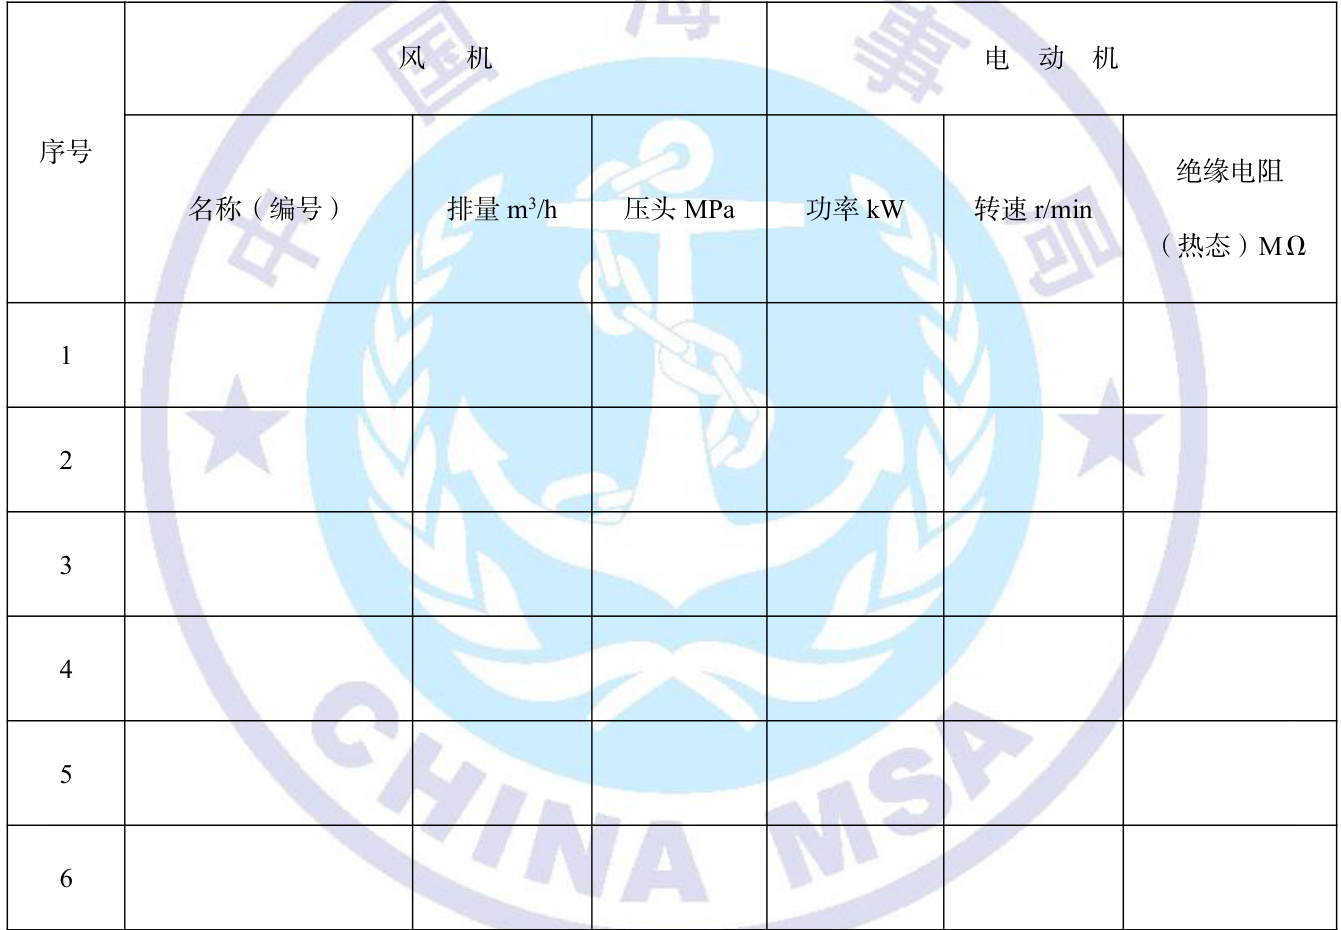 中国海事局
风 机
电 动 机
序号
名称（编号）
排量 m³/h
压头 MPa
功率 kW
转速 r/min
绝缘电阻
（热态）MΩ
1
2
3
4
5
6
CHINA MSA